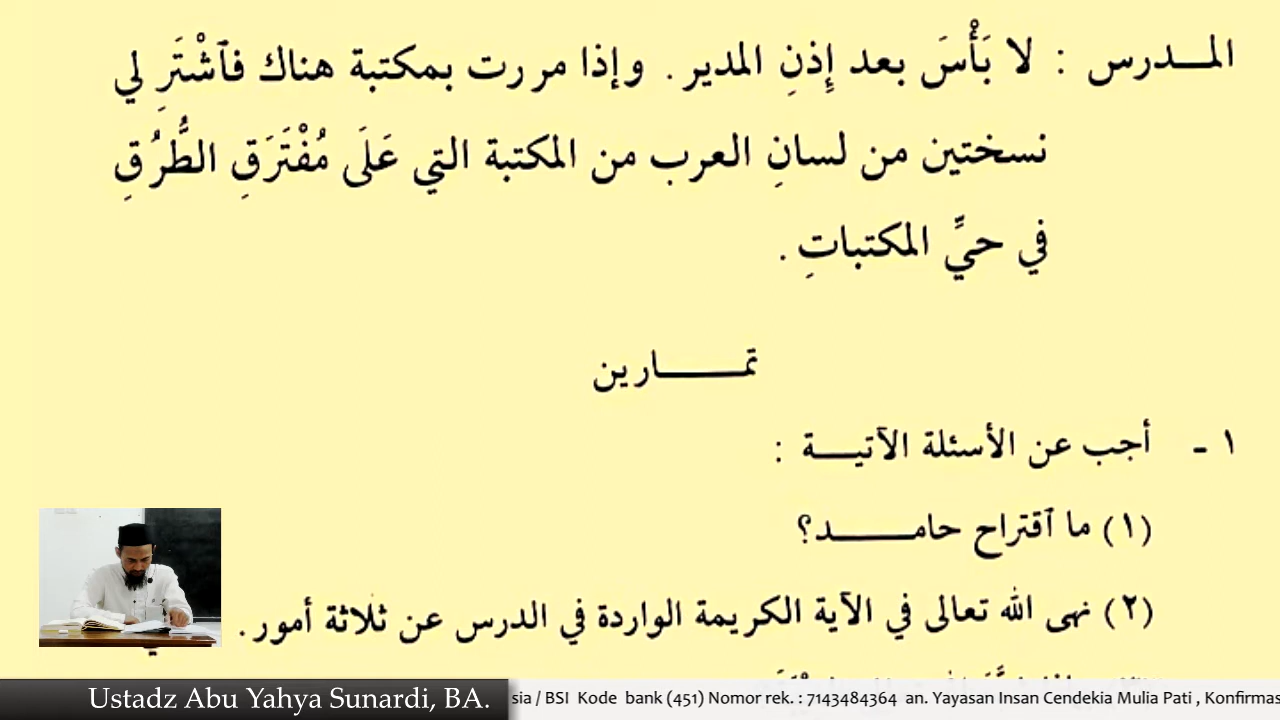 المـدرس : لا بَأْسَ بعد إِذنِ المدير . وإذا مررت بمكتبة هناك فٱشْتَرِ لي
نسختين من لسانِ العرب من المكتبة التي عَلَى مُفْتَرَقِ الطُّرُقِ
في حيِّ المكتباتِ .
تمـــارين
١ - أجب عن الأسئلة الآتيـــة :
(١) ما ٱقتراح حامـــد؟
(٢) نهى الله تعالى في الآية الكريمة الواردة في الدرس عن ثلاثة أمور .
Ustadz Abu Yahya Sunardi, BA.
sia / BSI Kode bank (451) Nomor rek. : 7143484364 an. Yayasan Insan Cendekia Mulia Pati , Konfirmas